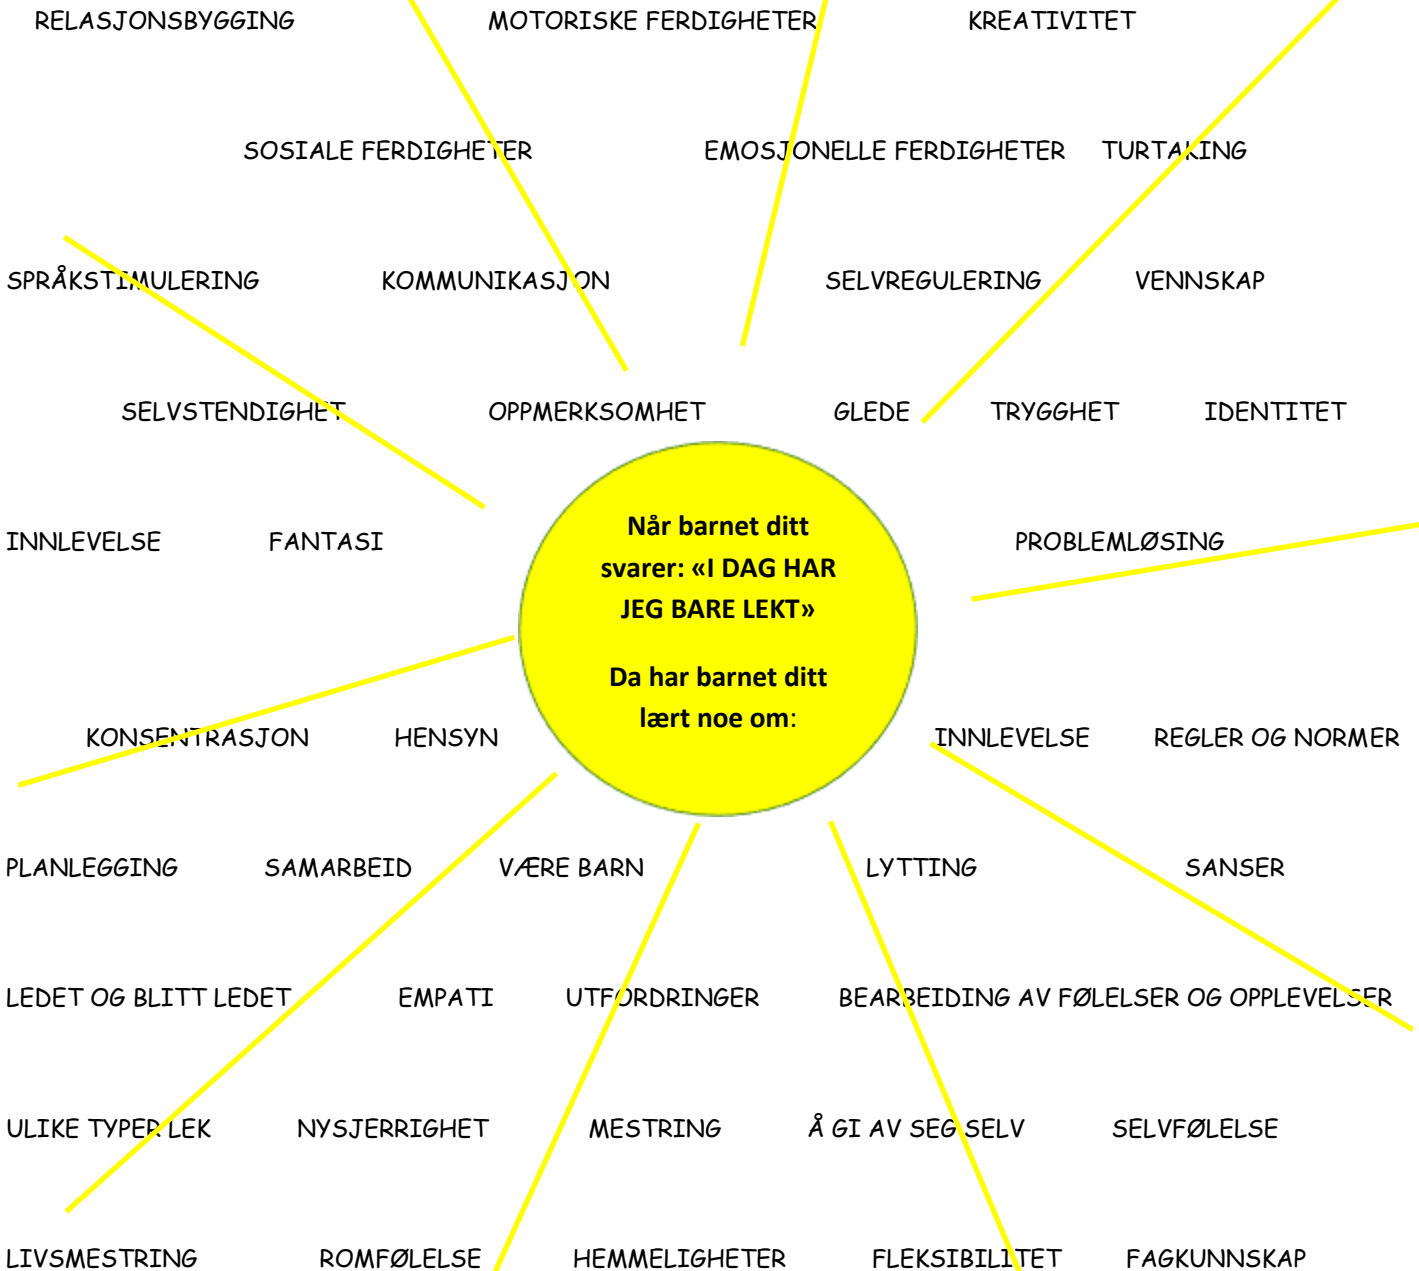 RELASJONSBYGGING MOTORISKE FERDIGHETER KREATIVITET
SOSIALE FERDIGHETER EMOSJONELLE FERDIGHETER TURTAKING
SPRÅKSTIMULERING KOMMUNIKASJON SELVREGULERING VENNSKAP
SELVSTENDIGHET OPPMERKSOMHET GLEDE TRYGGHET IDENTITET
INNLEVELSE FANTASI PROBLEMLØSING
Når barnet ditt
svarer: «I DAG HAR
JEG BARE LEKT»
Da har barnet ditt
lært noe om:
KONSENTRASJON HENSYN INNLEVELSE REGLER OG NORMER
PLANLEGGING SAMARBEID VÆRE BARN LYTTING SANSER
LEDET OG BLITT LEDET EMPATI UTFORDRINGER BEARBEIDING AV FØLELSER OG OPPLEVELSER
ULIKE TYPER LEK NYSJERRIGHET MESTRING Å GI AV SEG SELV SELVFØLELSE
LIVSMESTRING ROMFØLELSE HEMMELIGHETER FLEKSIBILITET FAGKUNNSKAP